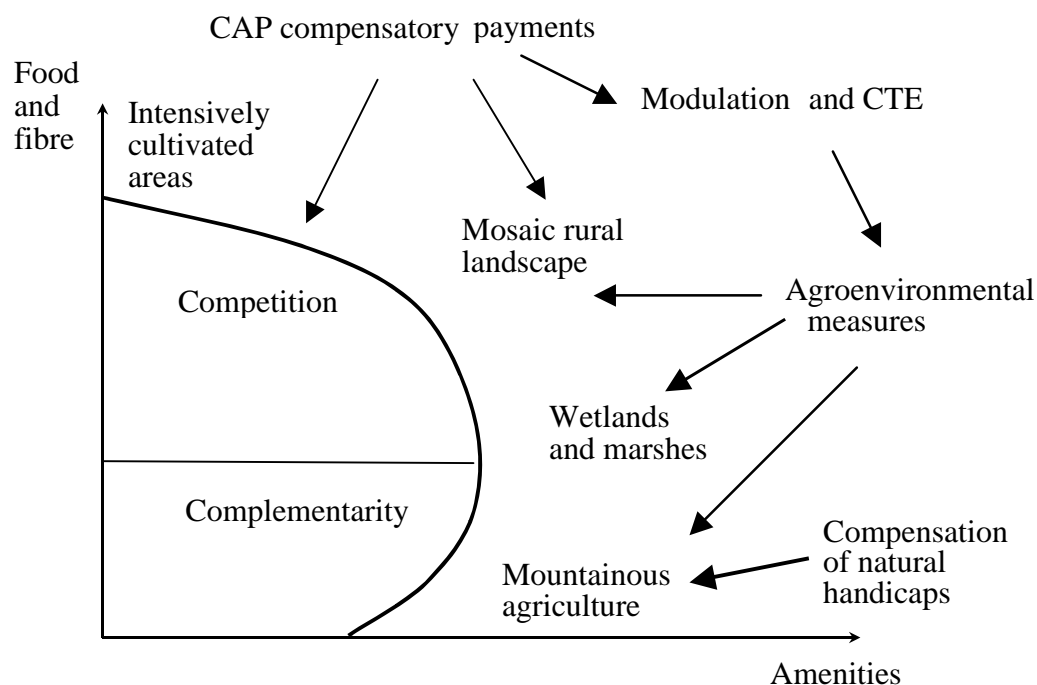 CAP compensatory payments
Food
and
fibre
Intensively
cultivated
areas
Modulation and CTE
Mosaic rural
landscape
Competition
Agroenvironmental
measures
Wetlands
and marshes
Complementarity
Compensation
of natural
handicaps
Mountainous
agriculture
Amenities